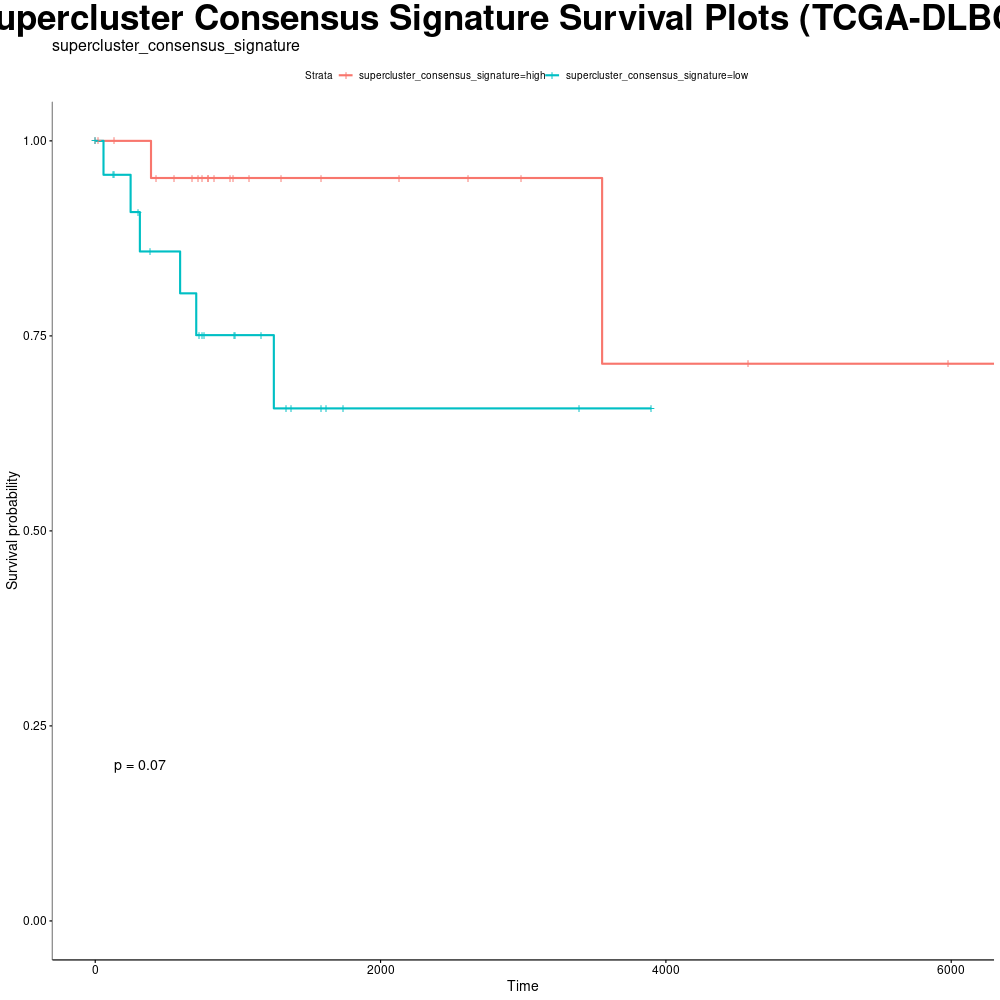 upercluster Consensus Signature Survival Plots (TCGA-DLBC
supercluster_consensus_signature
Strata supercluster_consensus_signature=high supercluster_consensus_signature=low
1.00
0.75
0.50
0.25
0.00
Survival probability
p = 0.07
0 2000 4000 6000
Time